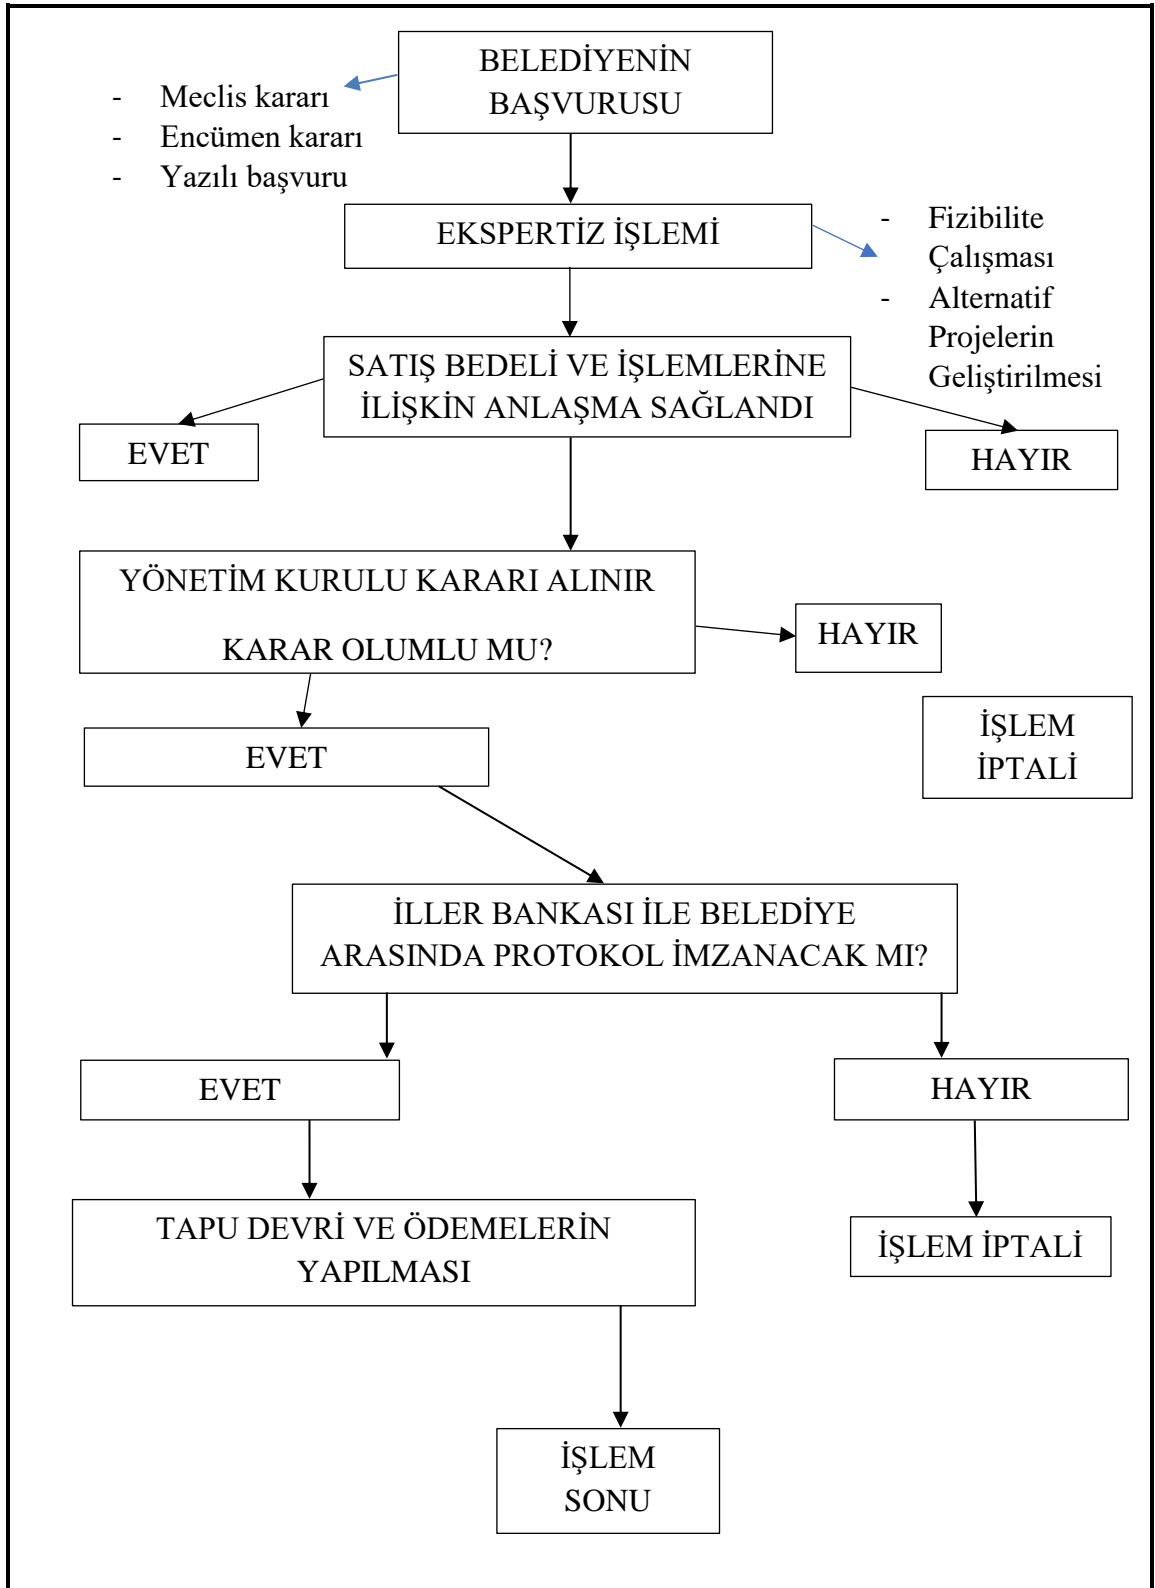 BELEDİYENİN
BAŞVURUSU
- Meclis kararı
- Encümen kararı
- Yazılı başvuru
EKSPERTİZ İŞLEMİ
- Fizibilite
Çalışması
- Alternatif
Projelerin
Geliştirilmesi
SATIŞ BEDELİ VE İŞLEMLERİNE
İLİŞKİN ANLAŞMA SAĞLANDI
EVET
HAYIR
YÖNETİM KURULU KARARI ALINIR
KARAR OLUMLU MU?
HAYIR
İŞLEM
İPTALİ
EVET
İLLER BANKASI İLE BELEDİYE
ARASINDA PROTOKOL İMZANACAK MI?
EVET
HAYIR
TAPU DEVRİ VE ÖDEMELERİN
YAPILMASI
İŞLEM İPTALİ
İŞLEM
SONU